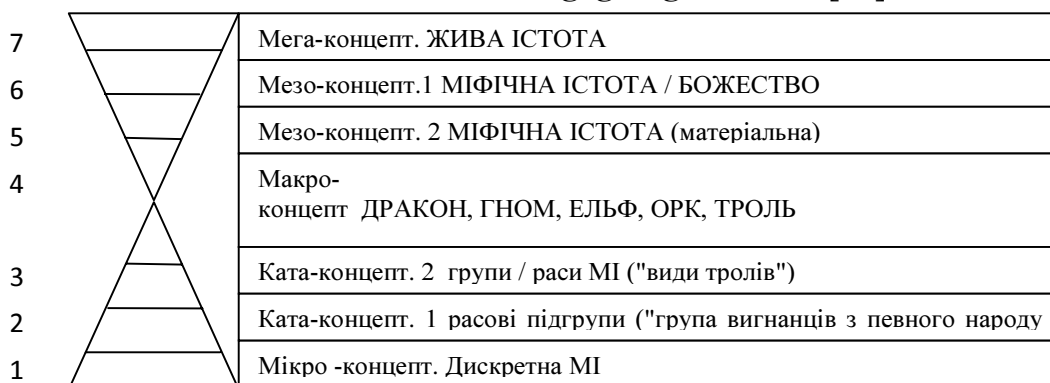 7 Мега-концепт. ЖИВА ІСТОТА
6 Мезо-концепт.1 МІФІЧНА ІСТОТА / БОЖЕСТВО
5 Мезо-концепт. 2 МІФІЧНА ІСТОТА (матеріальна)
4 Макро-
концепт ДРАКОН, ГНОМ, ЕЛЬФ, ОРК, ТРОЛЬ
3 Ката-концепт. 2 групи / раси МІ ("види тролів")
2 Ката-концепт. 1 расові підгрупи ("група вигнанців з певного народу
1 Мікро -концепт. Дискретна МІ